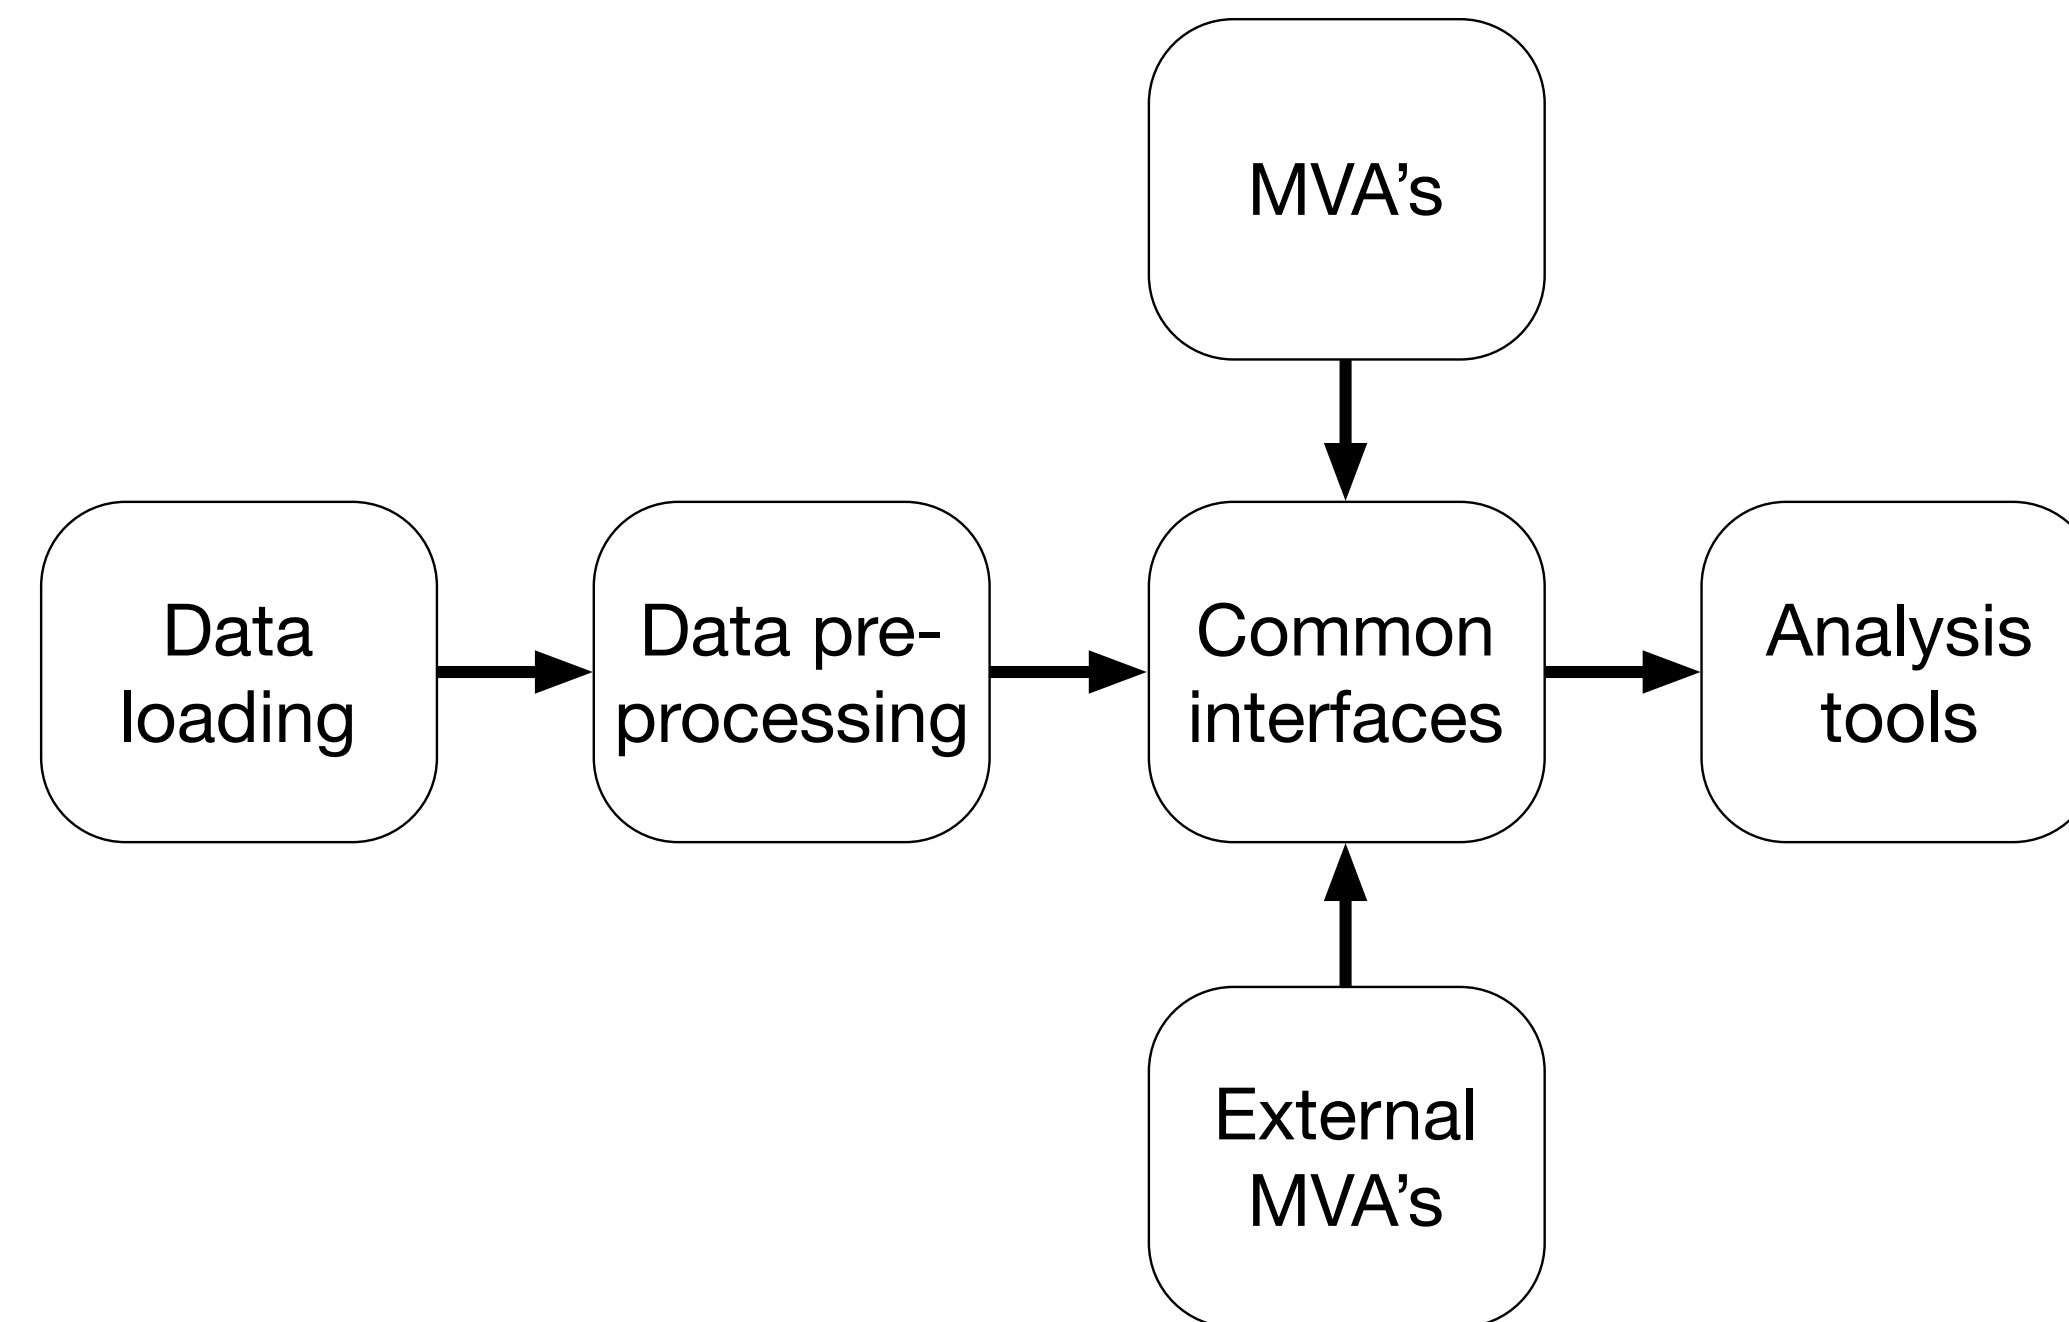 MVA’s
Data
loading
Data pre-
processing
Common
interfaces
Analysis
tools
External
MVA’s